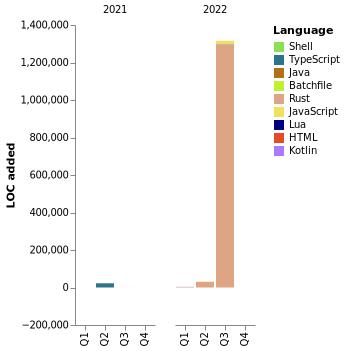 2021
2022
LOC added
1,400,000
1,200,000
1,000,000
800,000
600,000
400,000
200,000
0
−200,000
Q1
Q2
Q3
Q4
Q1
Q2
Q3
Q4
Language
Shell
TypeScript
Java
Batchfile
Rust
JavaScript
Lua
HTML
Kotlin